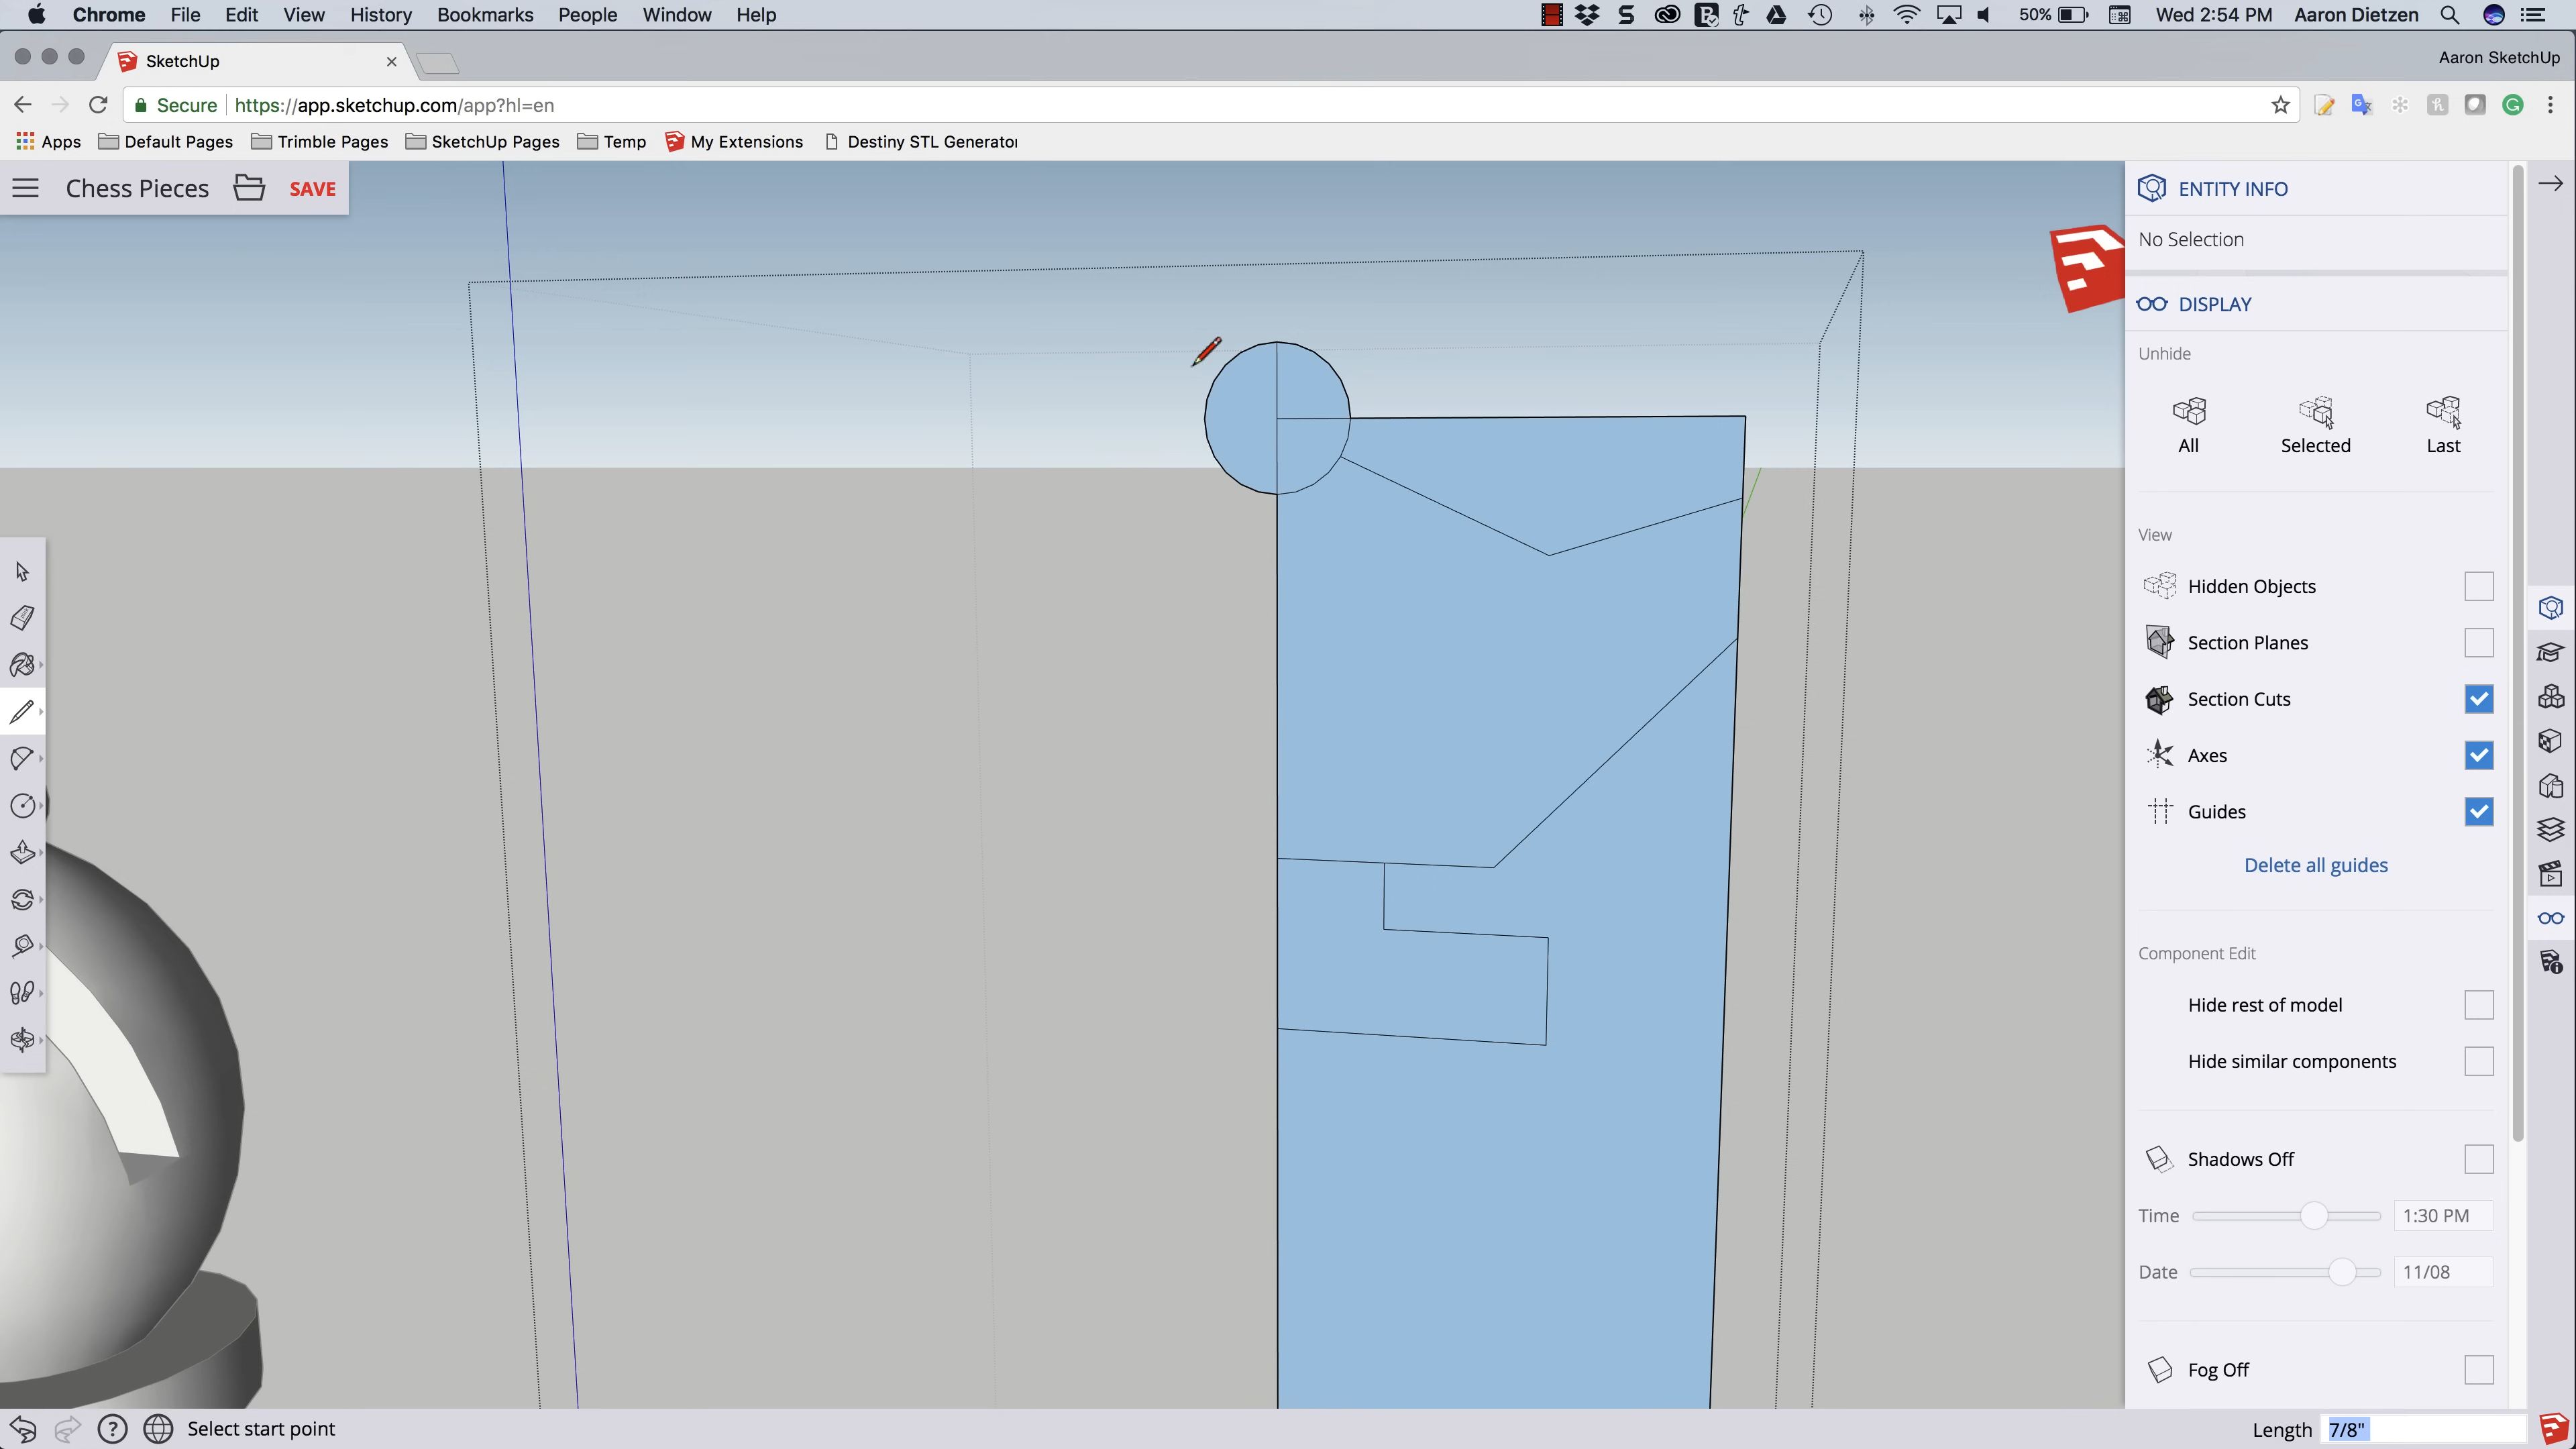 Chrome File Edit View History Bookmarks People Window Help 50% Wed 2:54 PM Aaron Dietzen
SketchUp Aaron SketchUp
Secure https://app.sketchup.com/app?hl=en
Apps Default Pages Trimble Pages SketchUp Pages Temp My Extensions Destiny STL Generator
Chess Pieces SAVE
ENTITY INFO
No Selection
DISPLAY
Unhide
All Selected Last
View
Hidden Objects
Section Planes
Section Cuts
Axes
Guides
Delete all guides
Component Edit
Hide rest of model
Hide similar components
Shadows Off
Time 1:30 PM
Date 11/08
Fog Off
Select start point Length 7/8"